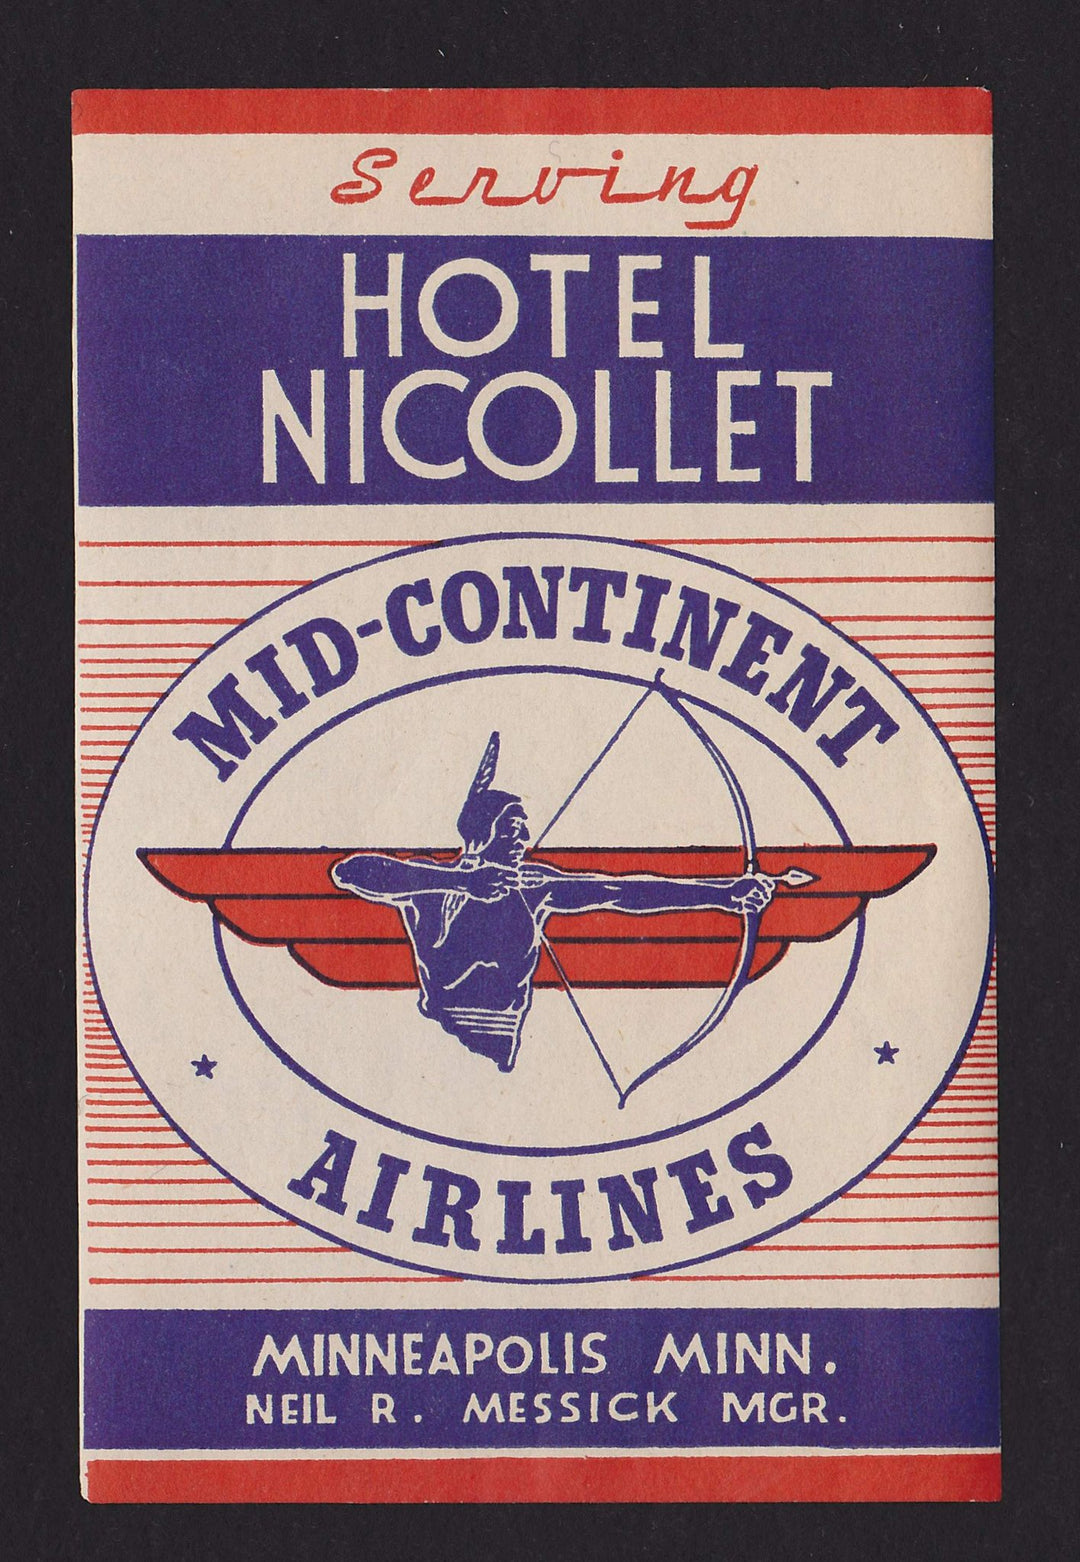 Serving
HOTEL
NICOLLET
MID-CONTINENT
AIRLINES
MINNEAPOLIS MINN.
NEIL R. MESSICK MGR.